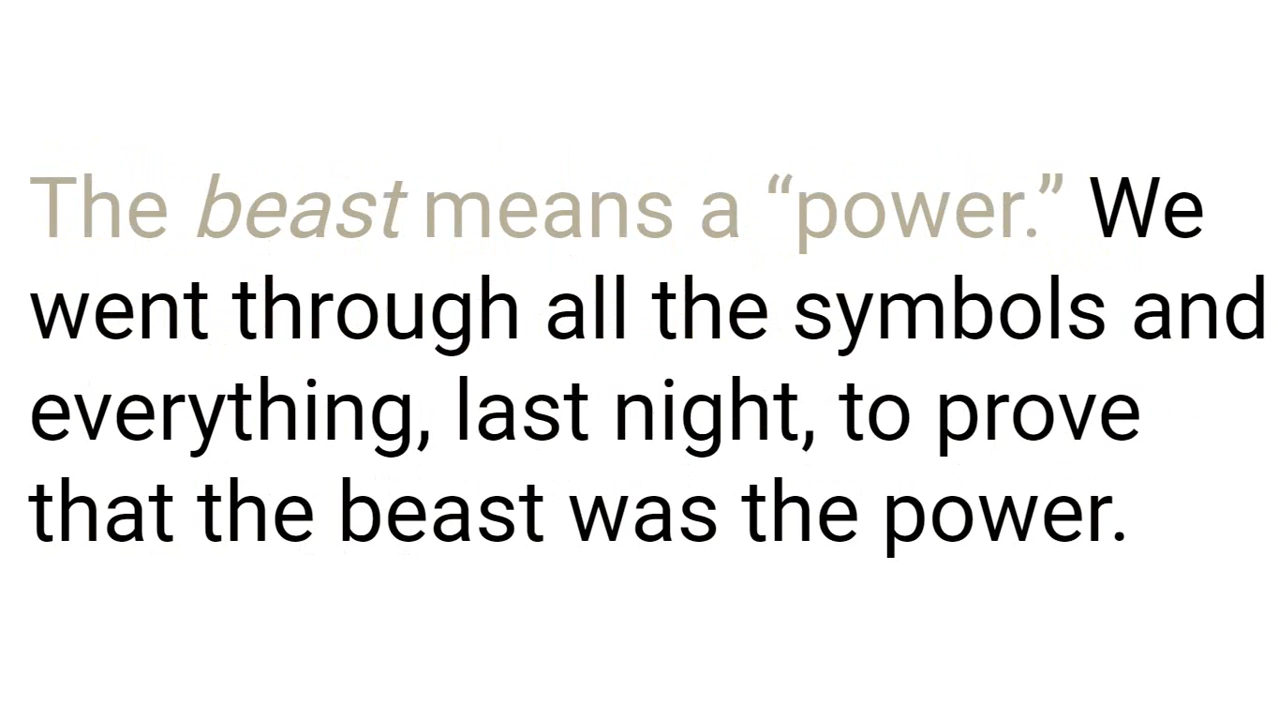 The beast means a “power.” We
went through all the symbols and
everything, last night, to prove
that the beast was the power.